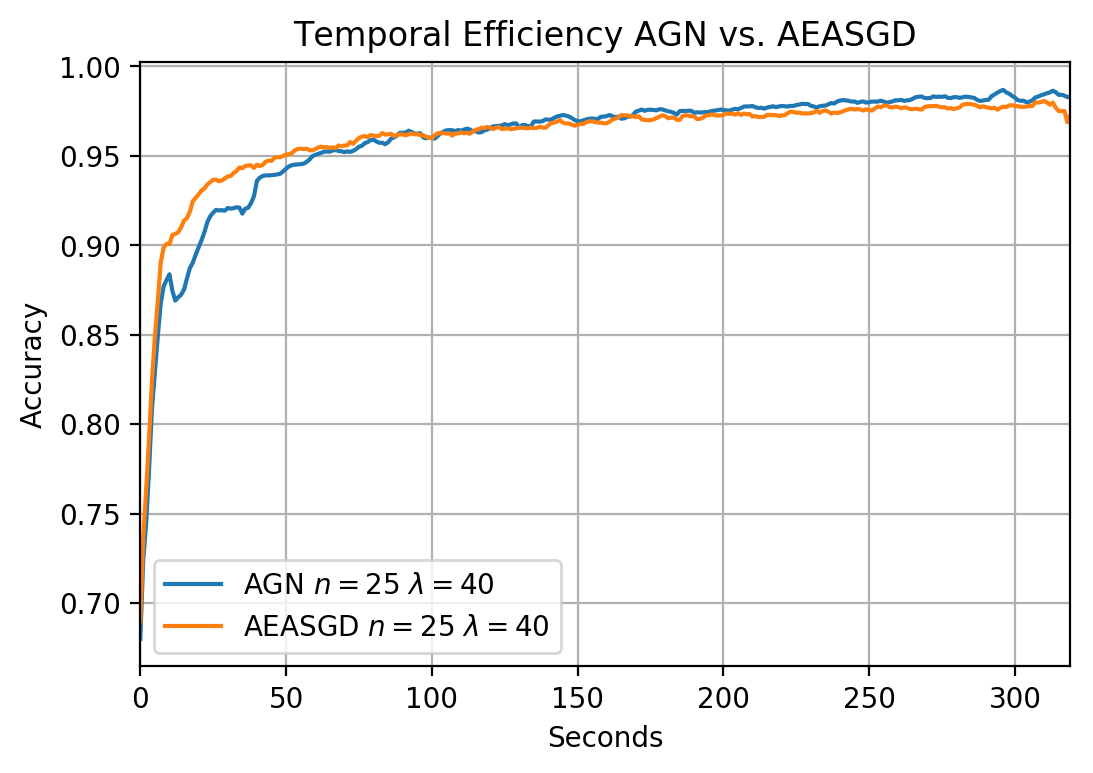 Temporal Efficiency AGN vs. AEASGD
1.00
0.95
0.90
0.85
0.80
0.75
0.70
Accuracy
AGN n = 25 λ = 40
AEASGD n = 25 λ = 40
0 50 100 150 200 250 300
Seconds